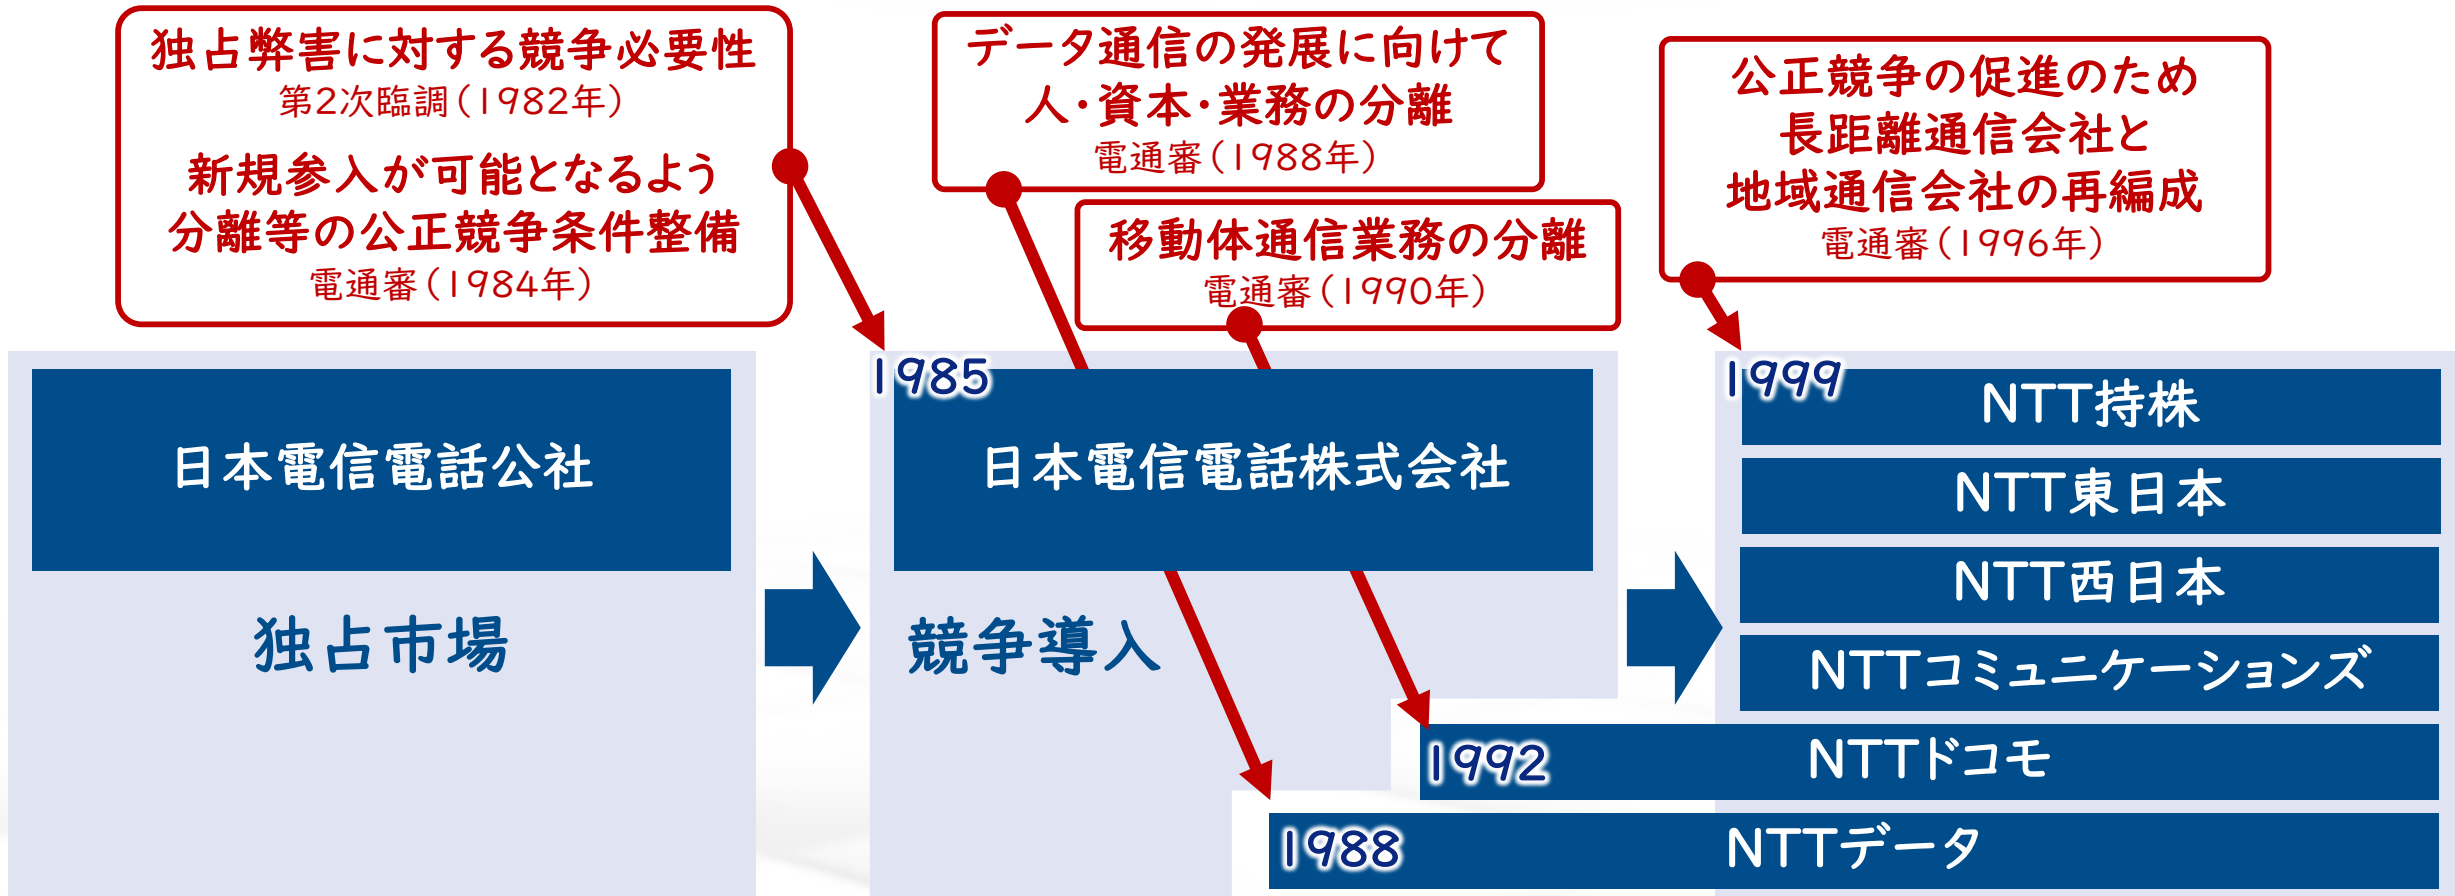 独占弊害に対する競争必要性
第2次臨調(1982年)
新規参入が可能となるよう
分離等の公正競争条件整備
電通審(1984年)
データ通信の発展に向けて
人・資本・業務の分離
電通審(1988年)
移動体通信業務の分離
電通審(1990年)
公正競争の促進のため
長距離通信会社と
地域通信会社の再編成
電通審(1996年)
日本電信電話公社
独占市場
1985
日本電信電話株式会社
競争導入
1999
NTT持株
NTT東日本
NTT西日本
NTTコミュニケーションズ
1992
NTTドコモ
1988
NTTデータ